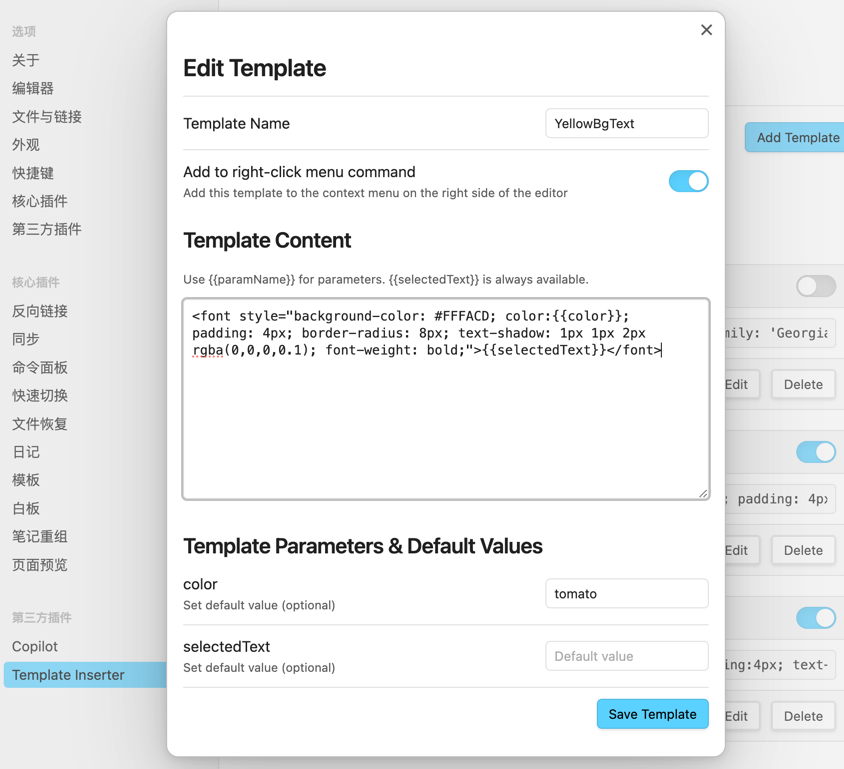 选项
关于
编辑器
文件与链接
外观
快捷键
核心插件
第三方插件
核心插件
反向链接
同步
命令面板
快速切换
文件恢复
日记
模板
白板
笔记重组
页面预览
第三方插件
Copilot
Template Inserter
Edit Template
Template Name
YellowBgText
Add to right-click menu command
Add this template to the context menu on the right side of the editor
Template Content
Use {{paramName}} for parameters. {{selectedText}} is always available.
<font style="background-color: #FFFACD; color:{{color}};
padding: 4px; border-radius: 8px; text-shadow: 1px 1px 2px
rgba(0,0,0,0.1); font-weight: bold;">{{selectedText}}</font>
Template Parameters & Default Values
color
Set default value (optional)
tomato
selectedText
Set default value (optional)
Default value
Save Template
Add Template
mily: 'Georgia
Edit
Delete
; padding: 4px
Edit
Delete
ing:4px; text-
Edit
Delete